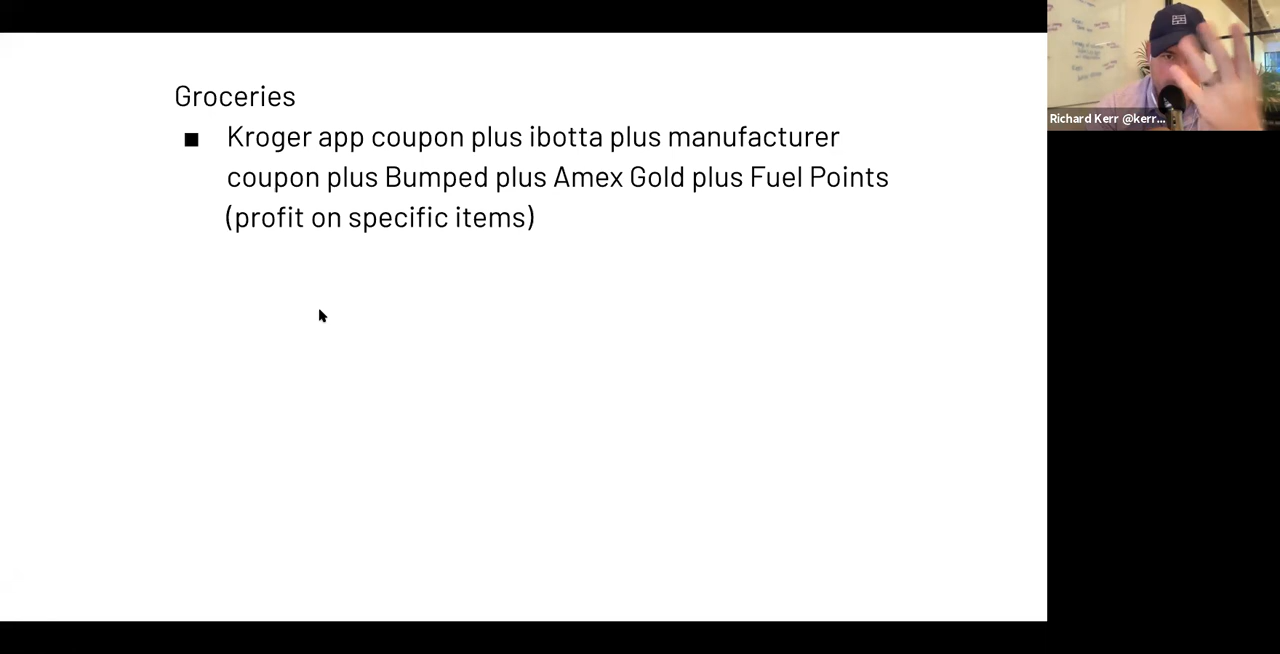 Groceries
■ Kroger app coupon plus ibotta plus manufacturer
coupon plus Bumped plus Amex Gold plus Fuel Points
(profit on specific items)
Richard Kerr @kerr...